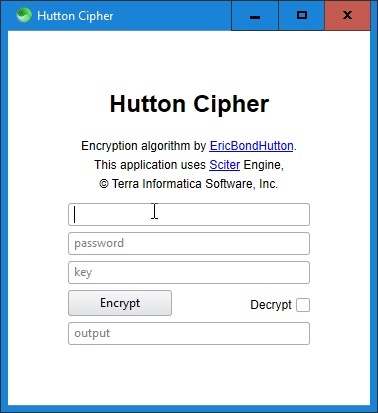 Hutton Cipher
Hutton Cipher
Encryption algorithm by EricBondHutton.
This application uses Sciter Engine,
© Terra Informatica Software, Inc.
password
key
Encrypt Decrypt
output